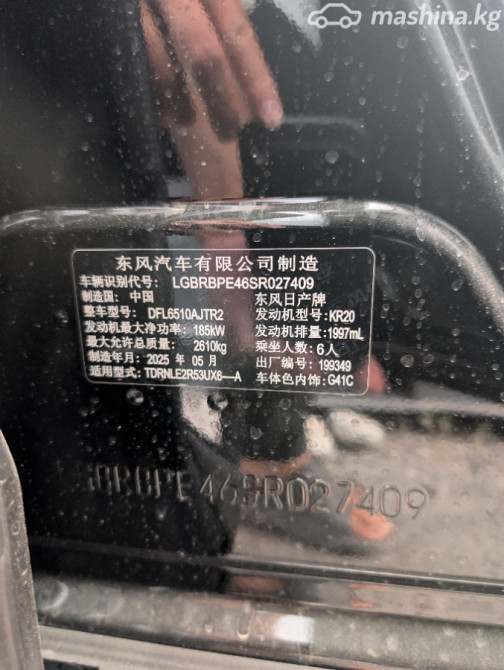 mashina.kg
东风汽车有限公司制造
车辆识别代号： LGBRBPE46SR027409
制造国： 中国 东风日产牌
整车型号： DFL6510AJTR2 发动机型号： KR20
发动机最大净功率： 185kW 发动机排量： 1997mL
最大允许总质量： 2610kg 乘坐人数： 6人
制造年月： 2025 年 05 月 出厂编号： 199349
适用型式： TDRNLE2R53UX6—A 车体色内饰： G41C
LGBRBPE46SR027409